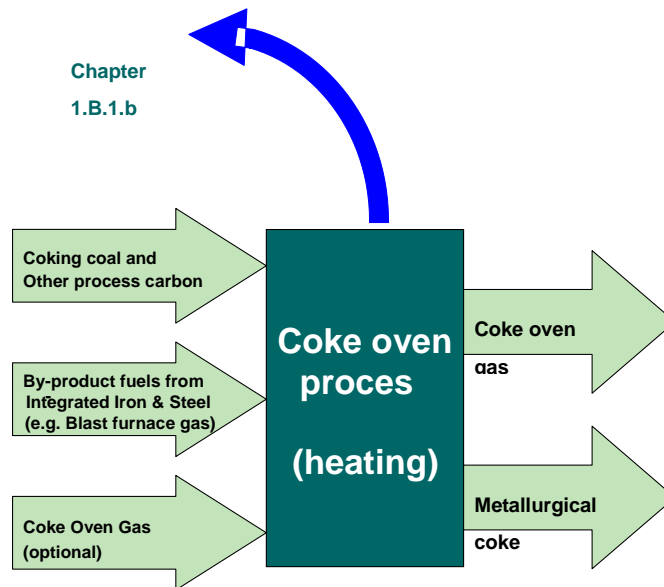 Chapter
1.B.1.b
Coking coal and
Other process carbon
By-product fuels from
Integrated Iron & Steel
(e.g. Blast furnace gas)
Coke Oven Gas
(optional)
Coke oven
proces
(heating)
Coke oven
gas
Metallurgical
coke